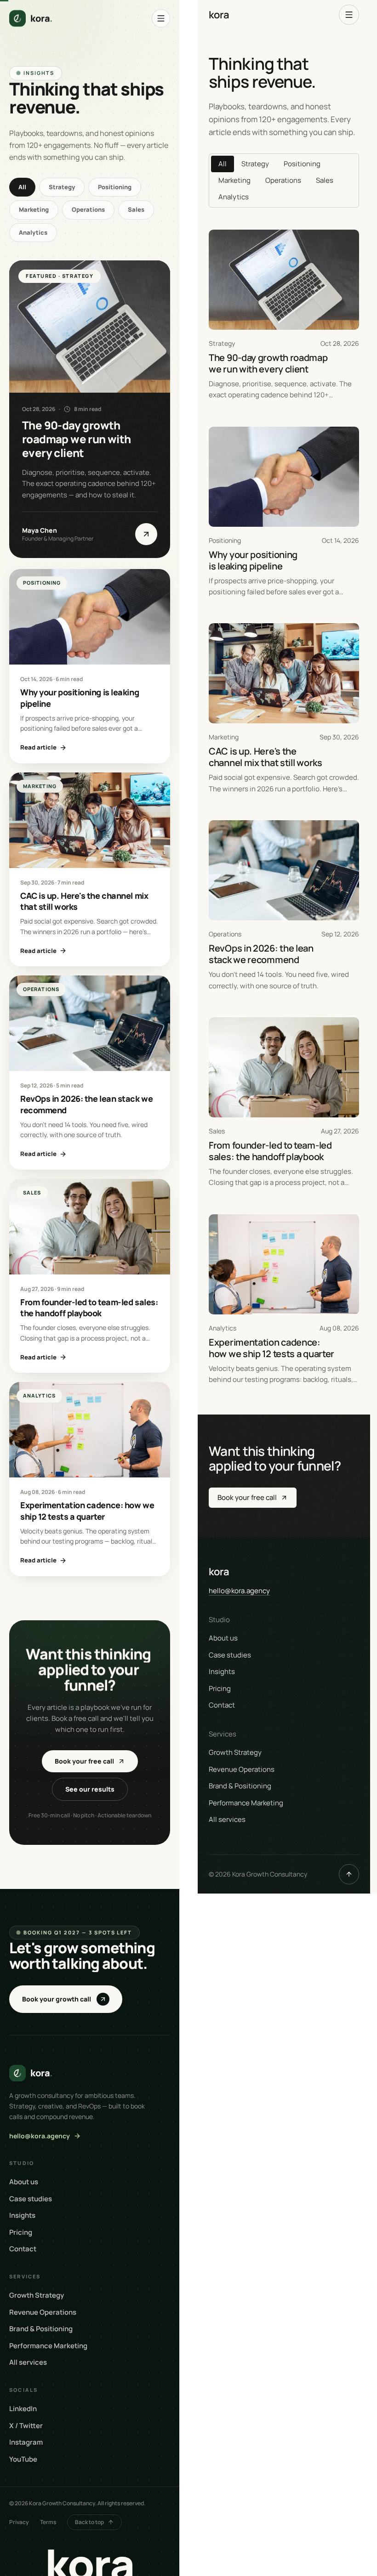 kora.
INSIGHTS
Thinking that ships
revenue.
Playbooks, teardowns, and honest opinions
from 120+ engagements. No fluff — every article
ends with something you can ship.
All
Strategy
Positioning
Marketing
Operations
Sales
Analytics
FEATURED · STRATEGY
Oct 28, 2026 · 8 min read
The 90-day growth
roadmap we run with
every client
Diagnose, prioritise, sequence, activate.
The exact operating cadence behind 120+
engagements — and how to steal it.
Maya Chen
Founder & Managing Partner
POSITIONING
Oct 14, 2026 · 6 min read
Why your positioning is leaking
pipeline
If prospects arrive price-shopping, your
positioning failed before sales ever got a...
Read article
MARKETING
Sep 30, 2026 · 7 min read
CAC is up. Here's the channel mix
that still works
Paid social got expensive. Search got crowded.
The winners in 2026 run a portfolio — here's...
Read article
OPERATIONS
Sep 12, 2026 · 5 min read
RevOps in 2026: the lean stack we
recommend
You don't need 14 tools. You need five, wired
correctly, with one source of truth.
Read article
SALES
Aug 27, 2026 · 9 min read
From founder-led to team-led sales:
the handoff playbook
The founder closes, everyone else struggles.
Closing that gap is a process project, not a...
Read article
ANALYTICS
Aug 08, 2026 · 6 min read
Experimentation cadence: how we
ship 12 tests a quarter
Velocity beats genius. The operating system
behind our testing programs — backlog, ritual...
Read article
Want this thinking
applied to your
funnel?
Every article is a playbook we've run for
clients. Book a free call and we'll tell you
which one to run first.
Book your free call
See our results
Free 30-min call · No pitch · Actionable teardown
BOOKING Q1 2027 — 3 SPOTS LEFT
Let's grow something
worth talking about.
Book your growth call
kora.
A growth consultancy for ambitious teams.
Strategy, creative, and RevOps — built to book
calls and compound revenue.
hello@kora.agency
STUDIO
About us
Case studies
Insights
Pricing
Contact
SERVICES
Growth Strategy
Revenue Operations
Brand & Positioning
Performance Marketing
All services
SOCIALS
LinkedIn
X / Twitter
Instagram
YouTube
© 2026 Kora Growth Consultancy. All rights reserved.
Privacy
Terms
Back to top
kora
kora
Thinking that
ships revenue.
Playbooks, teardowns, and honest
opinions from 120+ engagements. Every
article ends with something you can ship.
All
Strategy
Positioning
Marketing
Operations
Sales
Analytics
Strategy
Oct 28, 2026
The 90-day growth roadmap
we run with every client
Diagnose, prioritise, sequence, activate. The
exact operating cadence behind 120+...
Positioning
Oct 14, 2026
Why your positioning
is leaking pipeline
If prospects arrive price-shopping, your
positioning failed before sales ever got a...
Marketing
Sep 30, 2026
CAC is up. Here's the
channel mix that still works
Paid social got expensive. Search got crowded.
The winners in 2026 run a portfolio. Here's...
Operations
Sep 12, 2026
RevOps in 2026: the lean
stack we recommend
You don't need 14 tools. You need five, wired
correctly, with one source of truth.
Sales
Aug 27, 2026
From founder-led to team-led
sales: the handoff playbook
The founder closes, everyone else struggles.
Closing that gap is a process project, not a...
Analytics
Aug 08, 2026
Experimentation cadence:
how we ship 12 tests a quarter
Velocity beats genius. The operating system
behind our testing programs: backlog, rituals,...
Want this thinking
applied to your funnel?
Book your free call
kora
hello@kora.agency
Studio
About us
Case studies
Insights
Pricing
Contact
Services
Growth Strategy
Revenue Operations
Brand & Positioning
Performance Marketing
All services
© 2026 Kora Growth Consultancy